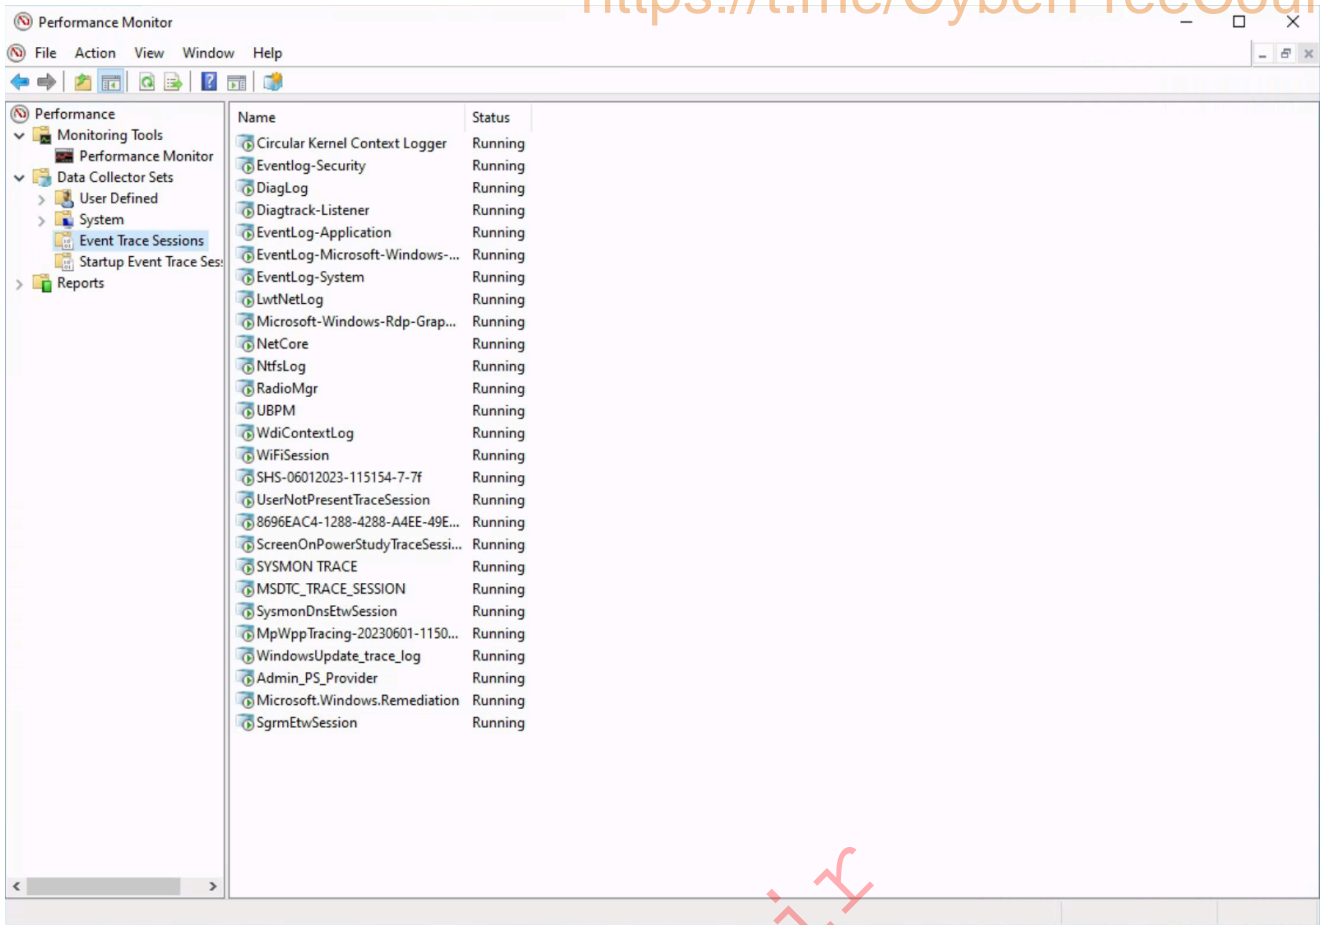 https://t.me/CyberFreeCour
Performance Monitor
File Action View Window Help
Performance
Monitoring Tools
Performance Monitor
Data Collector Sets
User Defined
System
Event Trace Sessions
Startup Event Trace Ses
Reports
Name Status
Circular Kernel Context Logger Running
Eventlog-Security Running
DiagLog Running
Diagtrack-Listener Running
EventLog-Application Running
EventLog-Microsoft-Windows-... Running
EventLog-System Running
LwtNetLog Running
Microsoft-Windows-Rdp-Grap... Running
NetCore Running
NtfsLog Running
RadioMgr Running
UBPM Running
WdiContextLog Running
WiFiSession Running
SHS-06012023-115154-7-7f Running
UserNotPresentTraceSession Running
8696EAC4-1288-4288-A4EE-49E... Running
ScreenOnPowerStudyTraceSessi... Running
SYSMON TRACE Running
MSDTC_TRACE_SESSION Running
SysmonDnsEtwSession Running
MpWppTracing-20230601-1150... Running
WindowsUpdate_trace_log Running
Admin_PS_Provider Running
Microsoft.Windows.Remediation Running
SgrmEtwSession Running
ir